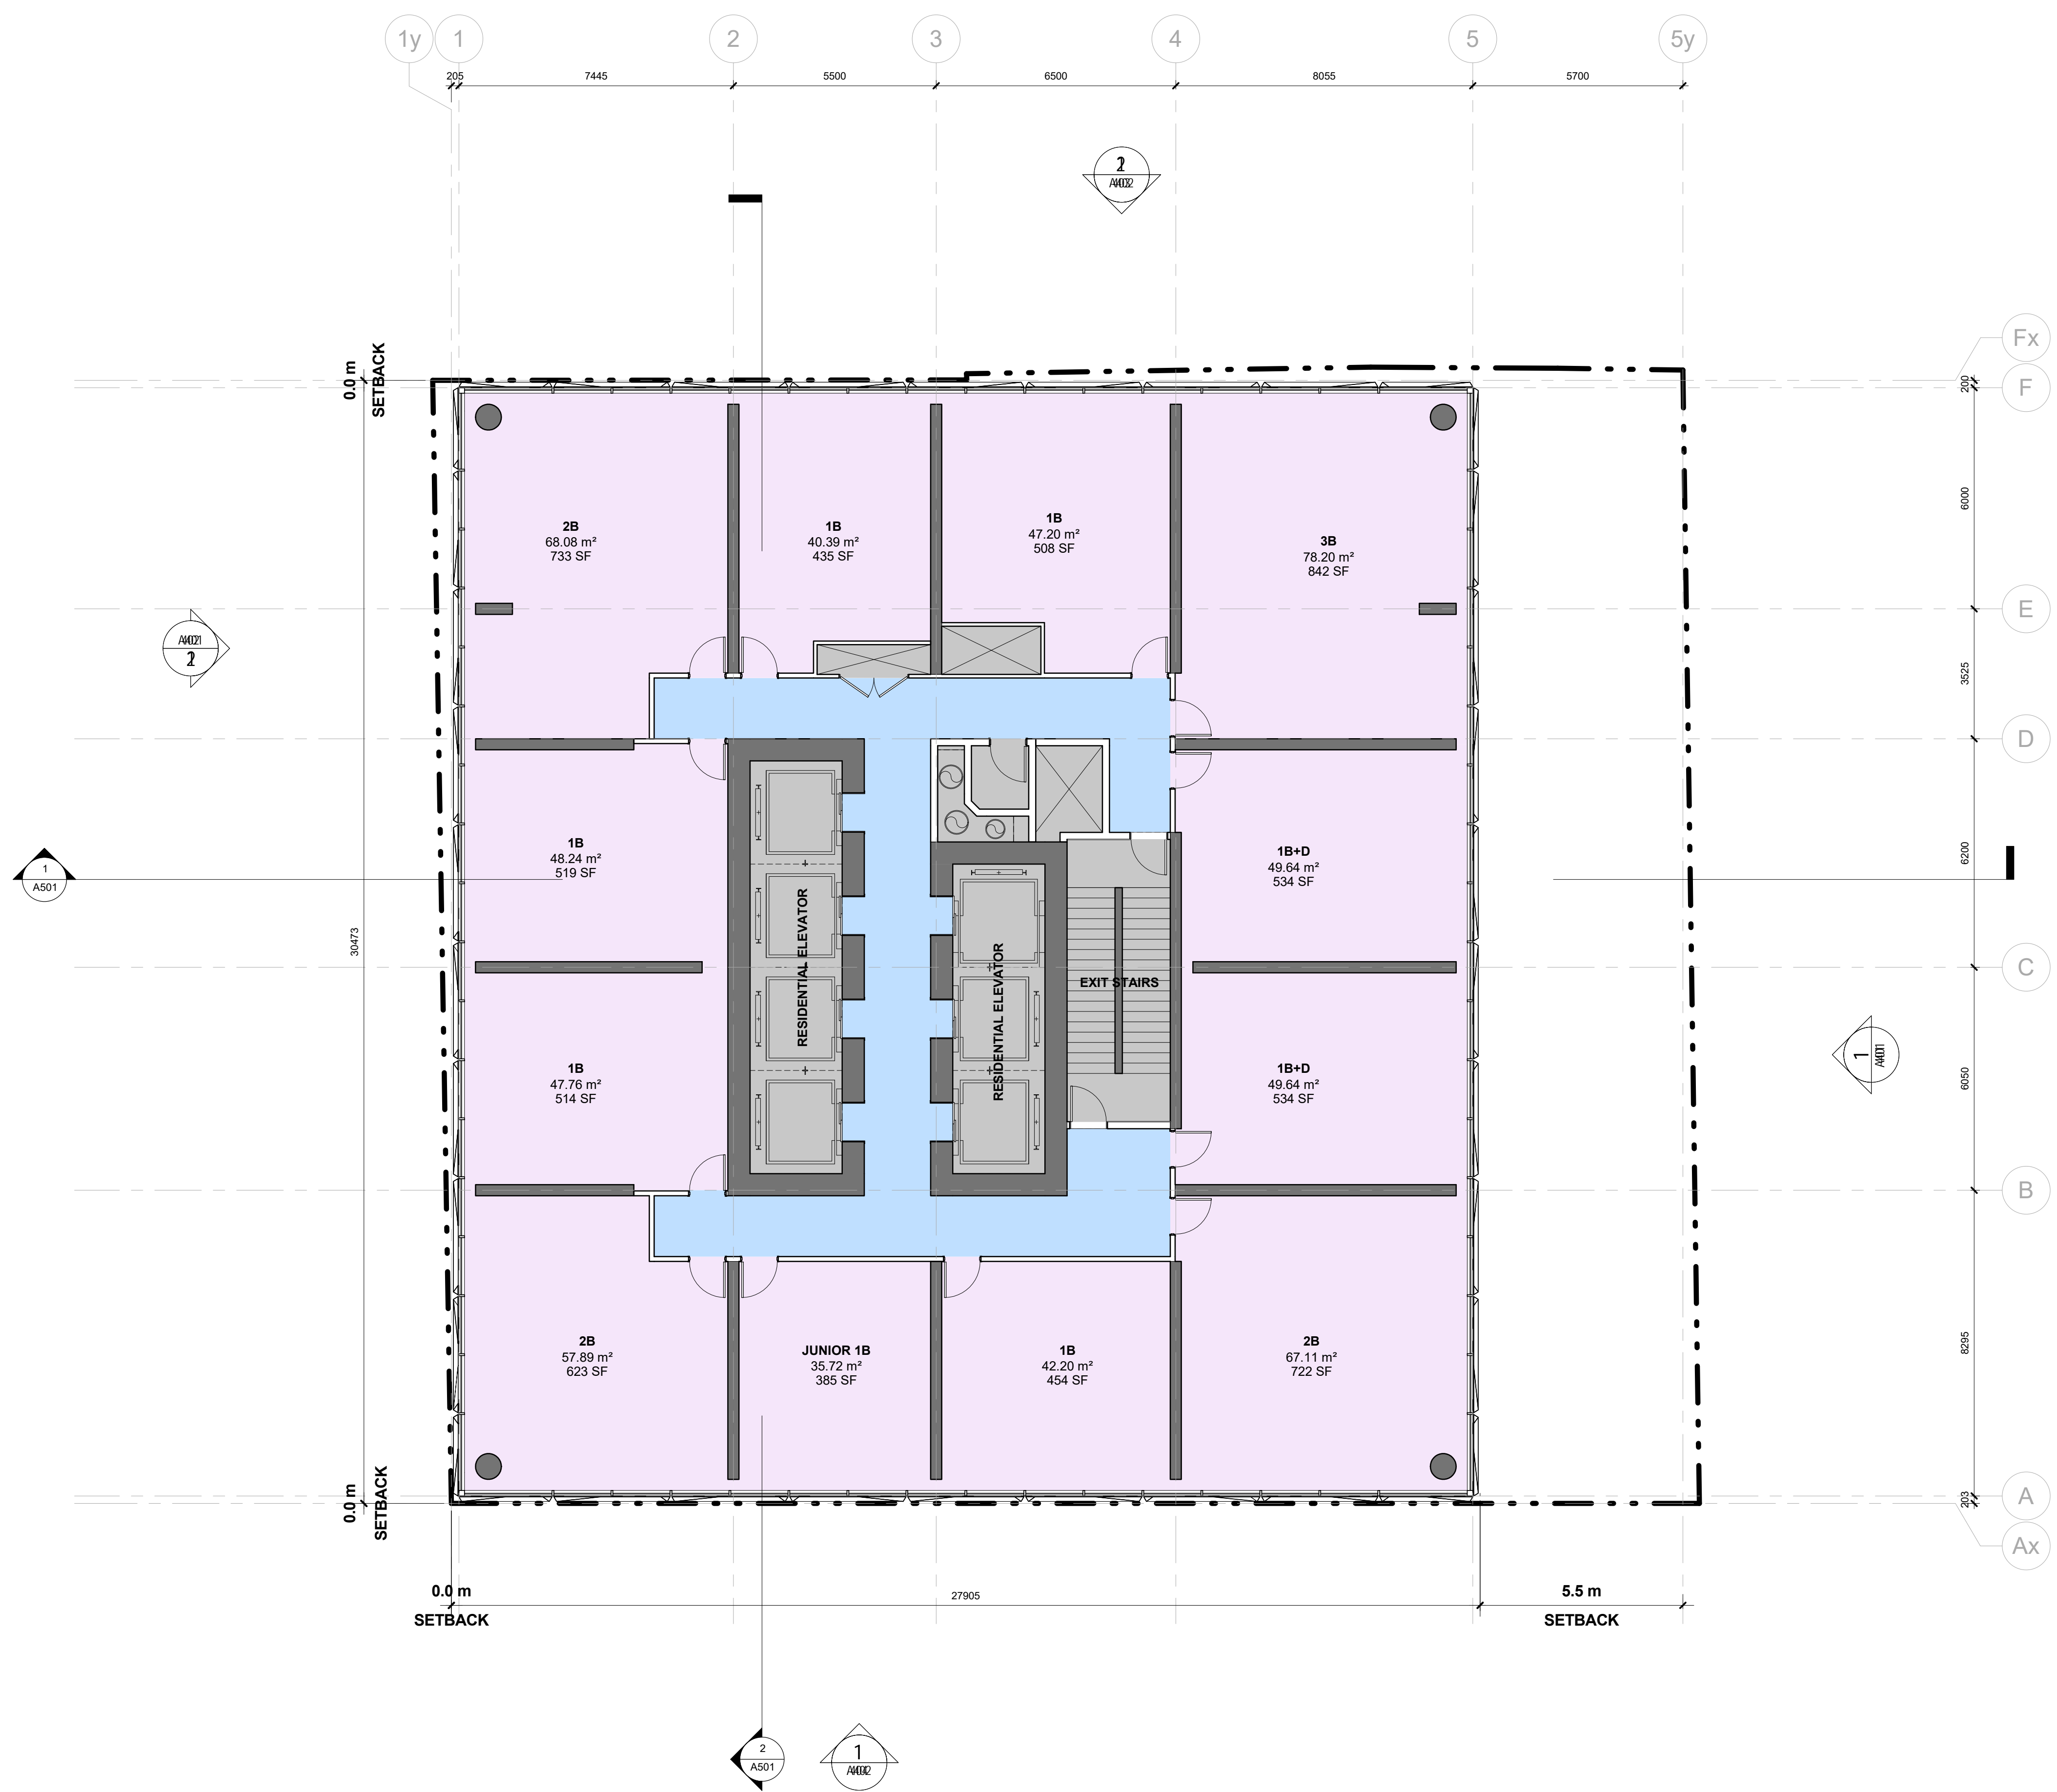 1y
1
2
3
4
5
5y
205
7445
5500
6500
8055
5700
0.0 m
SETBACK
Fx
200
F
6000
E
3525
D
6200
C
6050
B
8295
A
203
Ax
2B
68.08 m²
733 SF
1B
40.39 m²
435 SF
1B
47.20 m²
508 SF
3B
78.20 m²
842 SF
1B
48.24 m²
519 SF
1B+D
49.64 m²
534 SF
1
A501
30473
RESIDENTIAL ELEVATOR
RESIDENTIAL ELEVATOR
EXIT STAIRS
1B
47.76 m²
514 SF
1B+D
49.64 m²
534 SF
1
2B
57.89 m²
623 SF
JUNIOR 1B
35.72 m²
385 SF
1B
42.20 m²
454 SF
2B
67.11 m²
722 SF
0.0 m
SETBACK
0.0 m
SETBACK
27905
5.5 m
SETBACK
2
A501
1